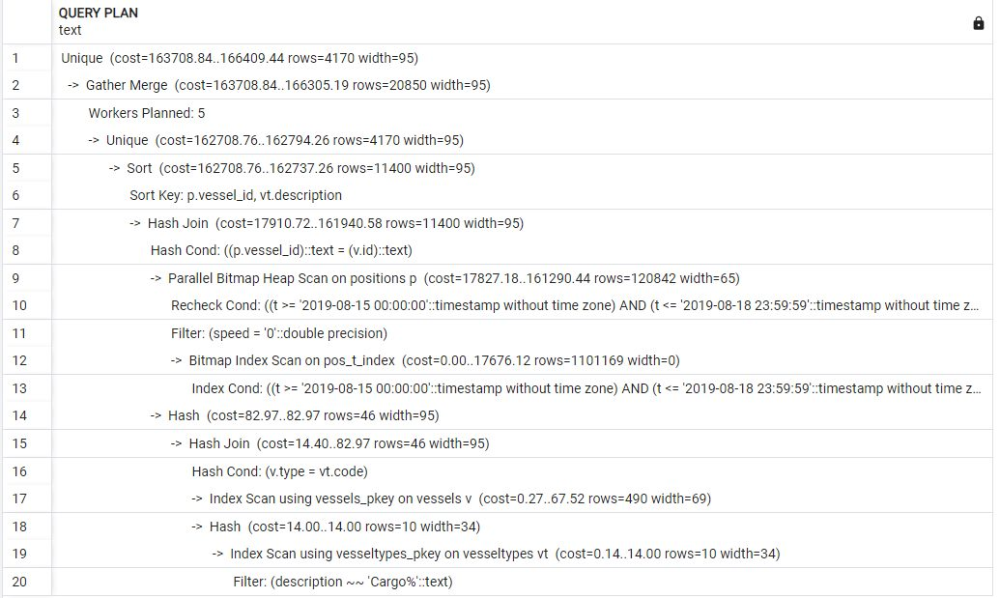 QUERY PLAN
text
1 Unique (cost=163708.84..166409.44 rows=4170 width=95)
2 -> Gather Merge (cost=163708.84..166305.19 rows=20850 width=95)
3 Workers Planned: 5
4 -> Unique (cost=162708.76..162794.26 rows=4170 width=95)
5 -> Sort (cost=162708.76..162737.26 rows=11400 width=95)
6 Sort Key: p.vessel_id, vt.description
7 -> Hash Join (cost=17910.72..161940.58 rows=11400 width=95)
8 Hash Cond: ((p.vessel_id)::text = (v.id)::text)
9 -> Parallel Bitmap Heap Scan on positions p (cost=17827.18..161290.44 rows=120842 width=65)
10 Recheck Cond: ((t >= '2019-08-15 00:00:00'::timestamp without time zone) AND (t <= '2019-08-18 23:59:59'::timestamp without time z...
11 Filter: (speed = '0'::double precision)
12 -> Bitmap Index Scan on pos_t_index (cost=0.00..17676.12 rows=1101169 width=0)
13 Index Cond: ((t >= '2019-08-15 00:00:00'::timestamp without time zone) AND (t <= '2019-08-18 23:59:59'::timestamp without time z...
14 -> Hash (cost=82.97..82.97 rows=46 width=95)
15 -> Hash Join (cost=14.40..82.97 rows=46 width=95)
16 Hash Cond: (v.type = vt.code)
17 -> Index Scan using vessels_pkey on vessels v (cost=0.27..67.52 rows=490 width=69)
18 -> Hash (cost=14.00..14.00 rows=10 width=34)
19 -> Index Scan using vesseltypes_pkey on vesseltypes vt (cost=0.14..14.00 rows=10 width=34)
20 Filter: (description ~~ 'Cargo%'::text)